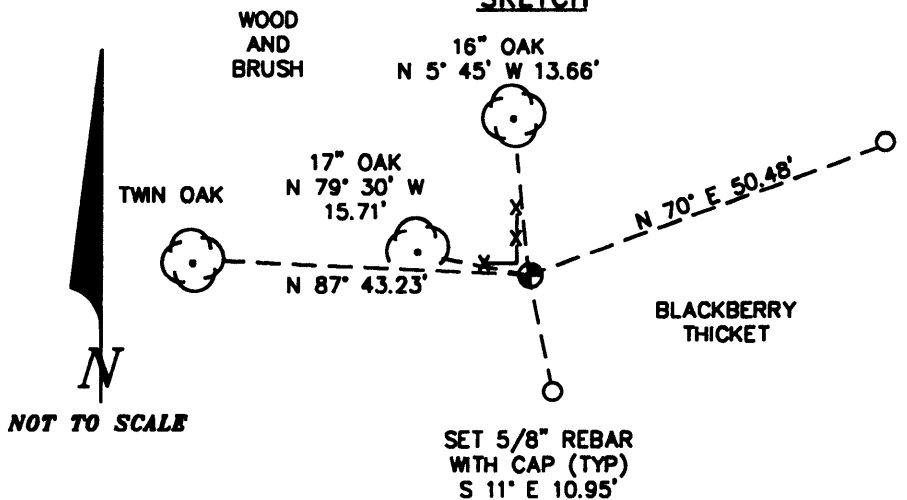 SKETCH
WOOD
AND
BRUSH
16" OAK
N 5° 45' W 13.66'
17" OAK
N 79° 30' W
15.71'
TWIN OAK
N 70° E 50.48'
N 87° 43.23'
BLACKBERRY
THICKET
N
NOT TO SCALE
SET 5/8" REBAR
WITH CAP (TYP)
S 11° E 10.95'